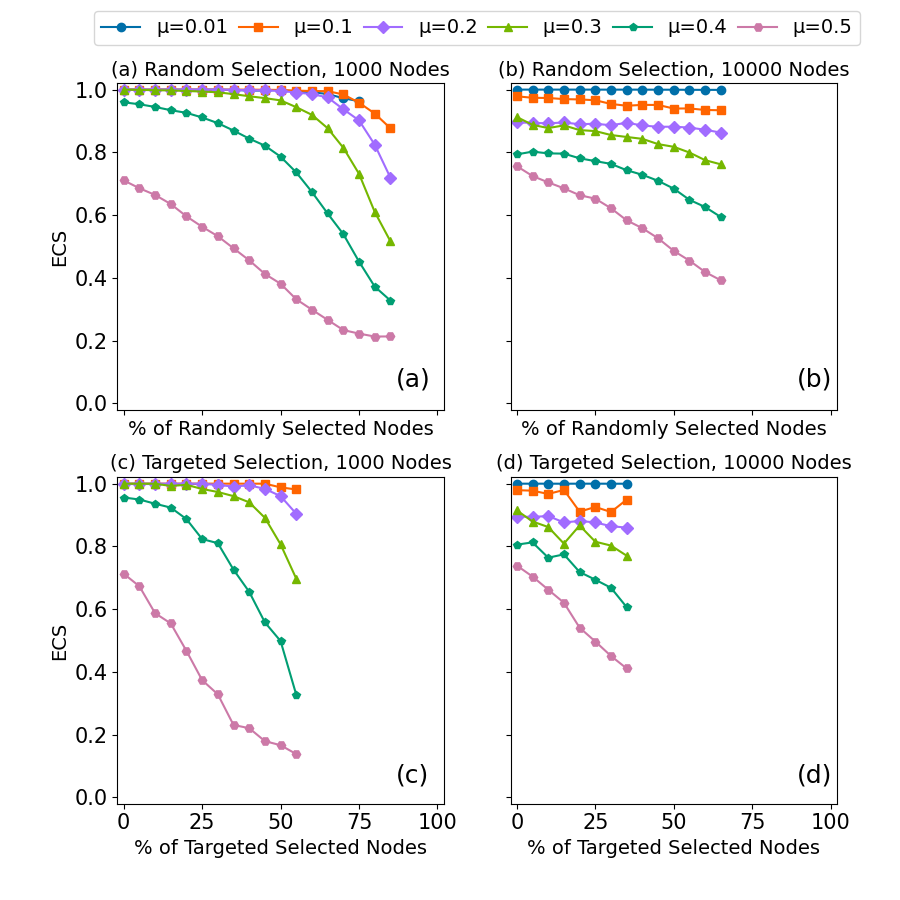 μ=0.01 μ=0.1 μ=0.2 μ=0.3 μ=0.4 μ=0.5
(a) Random Selection, 1000 Nodes
(b) Random Selection, 10000 Nodes
1.0
0.8
0.6
0.4
0.2
0.0
ECS
(a)
(b)
% of Randomly Selected Nodes
% of Randomly Selected Nodes
(c) Targeted Selection, 1000 Nodes
(d) Targeted Selection, 10000 Nodes
1.0
0.8
0.6
0.4
0.2
0.0
ECS
(c)
(d)
0 25 50 75 100
0 25 50 75 100
% of Targeted Selected Nodes
% of Targeted Selected Nodes